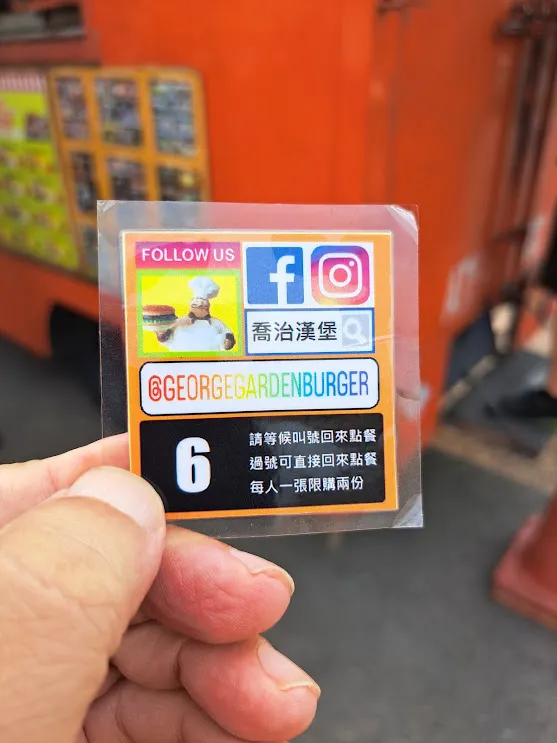 FOLLOW US
喬治漢堡
@GEORGEGARDENBURGER
6
請等候叫號回來點餐
過號可直接回來點餐
每人一張限購兩份